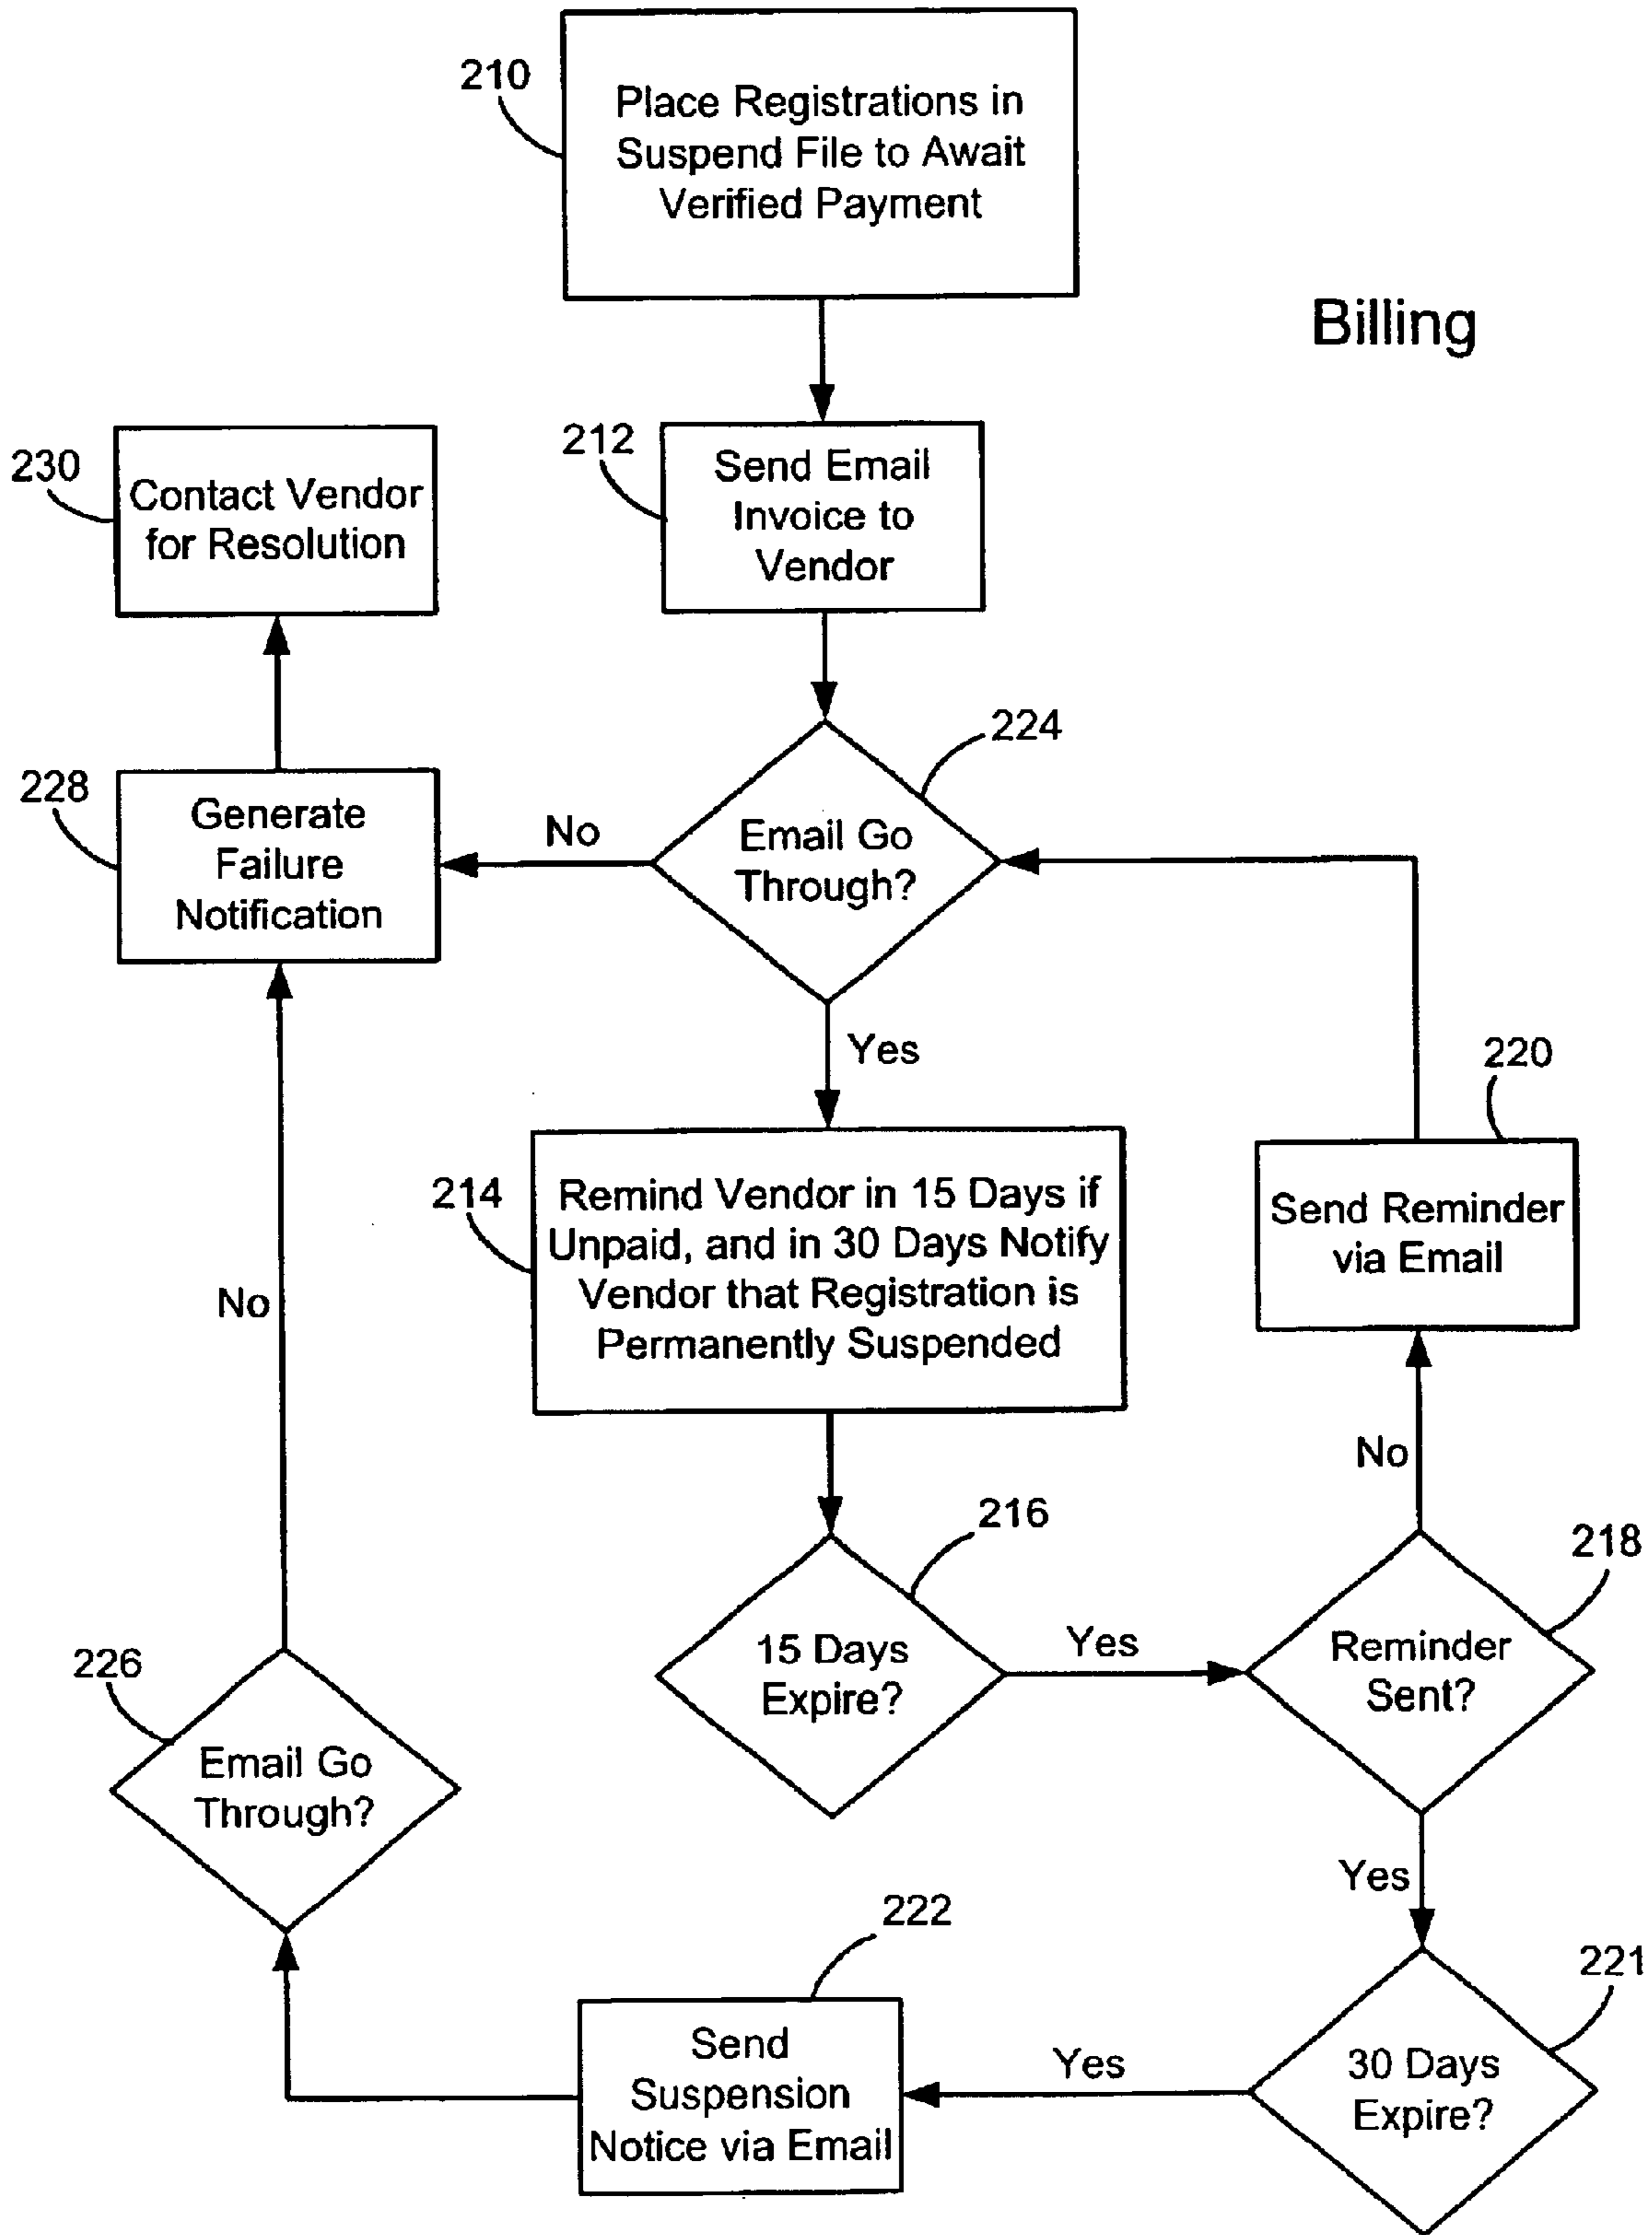 210
Place Registrations in
Suspend File to Await
Verified Payment
Billing
230
Contact Vendor
for Resolution
212
Send Email
Invoice to
Vendor
228
Generate
Failure
Notification
No
224
Email Go
Through?
Yes
220
Send Reminder
via Email
214
Remind Vendor in 15 Days if
Unpaid, and in 30 Days Notify
Vendor that Registration is
Permanently Suspended
No
No
216
15 Days
Expire?
Yes
218
Reminder
Sent?
226
Email Go
Through?
Yes
222
Send
Suspension
Notice via Email
Yes
221
30 Days
Expire?